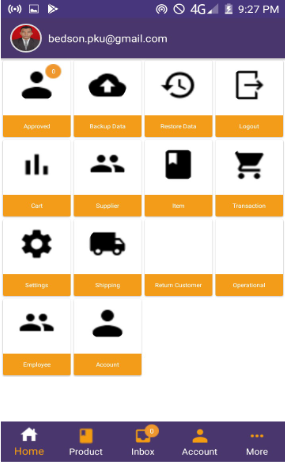 4G 9:27 PM
bedson.pku@gmail.com
0
Approved Backup Data Restore Data Logout
Cart Supplier Item Transaction
Settings Shipping Return Customer Operational
Employee Account
0
Home Product Inbox Account More